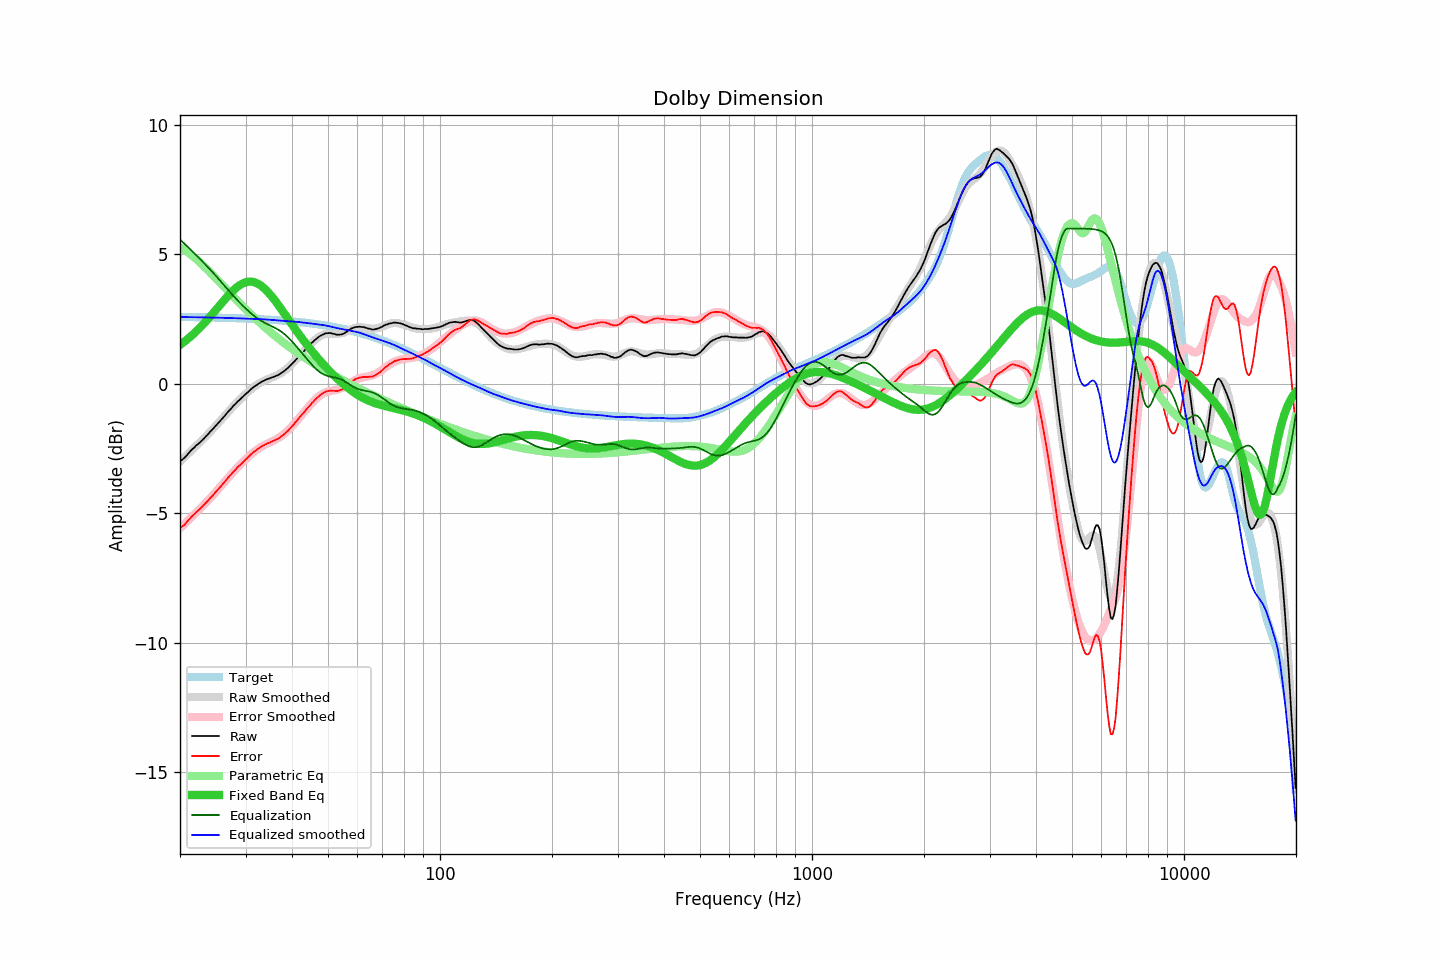 Dolby Dimension
10
5
0
−5
−10
−15
Amplitude (dBr)
Target
Raw Smoothed
Error Smoothed
Raw
Error
Parametric Eq
Fixed Band Eq
Equalization
Equalized smoothed
100
1000
10000
Frequency (Hz)